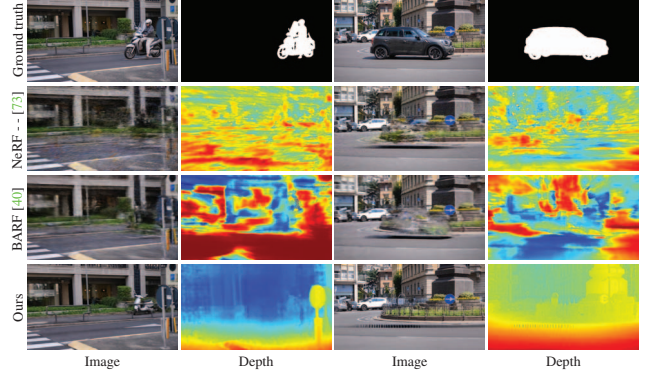 Ground truth
NeRF - - [73]
BARF [40]
Ours
Image Depth Image Depth